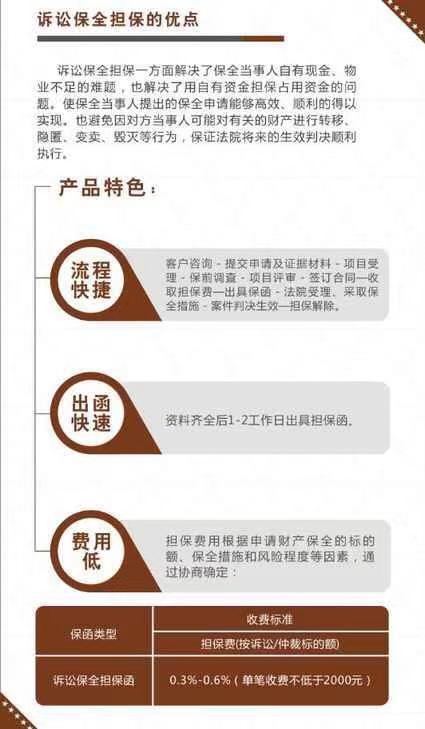 诉讼保全担保的优点
诉讼保全担保一方面解决了保全当事人自有现金、物
业不足的难题，也解决了用自有资金担保占用资金的问
题。使保全当事人提出的保全申请能够高效、顺利的得以
实现。也避免因对方当事人可能对有关的财产进行转移、
隐匿、变卖、毁灭等行为，保证法院将来的生效判决顺利
执行。
产品特色：
流程
快捷
客户咨询－提交申请及证据材料－项目受
理－保前调查－项目评审－签订合同—收
取担保费—出具保函－法院受理、采取保
全措施－案件判决生效—担保解除。
出函
快速
资料齐全后1-2工作日出具担保函。
费用
低
担保费用根据申请财产保全的标的
额、保全措施和风险程度等因素，通
过协商确定：
保函类型
收费标准
担保费(按诉讼/仲裁标的额)
诉讼保全担保函
0.3%-0.6%（单笔收费不低于2000元）